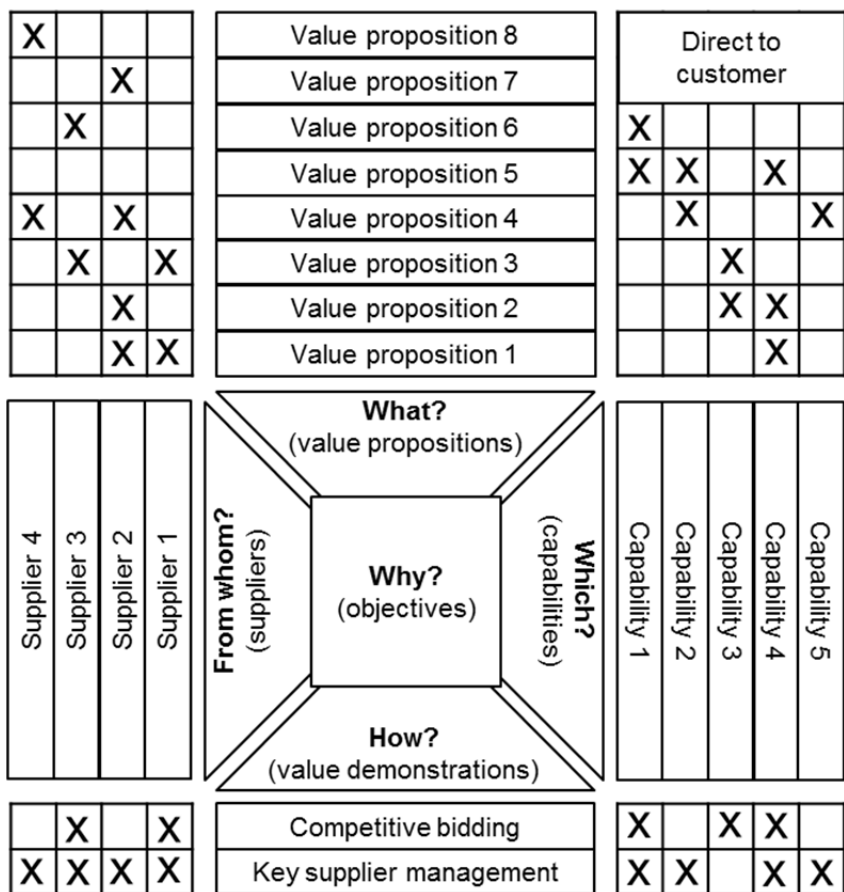 X
Value proposition 8
Direct to
customer
X
Value proposition 7
X
Value proposition 6
X
Value proposition 5
X X X
X X
Value proposition 4
X X
X X
Value proposition 3
X
X
Value proposition 2
X X
X X
Value proposition 1
X
What?
(value propositions)
Supplier 4
Supplier 3
Supplier 2
Supplier 1
From whom?
(suppliers)
Why?
(objectives)
Which?
(capabilities)
Capability 1
Capability 2
Capability 3
Capability 4
Capability 5
How?
(value demonstrations)
X X
Competitive bidding
X X X
X X X X
Key supplier management
X X X X